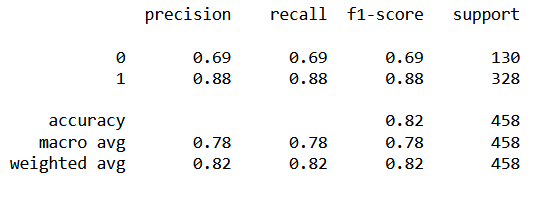 precision recall f1-score support
0 0.69 0.69 0.69 130
1 0.88 0.88 0.88 328
accuracy 0.82 458
macro avg 0.78 0.78 0.78 458
weighted avg 0.82 0.82 0.82 458